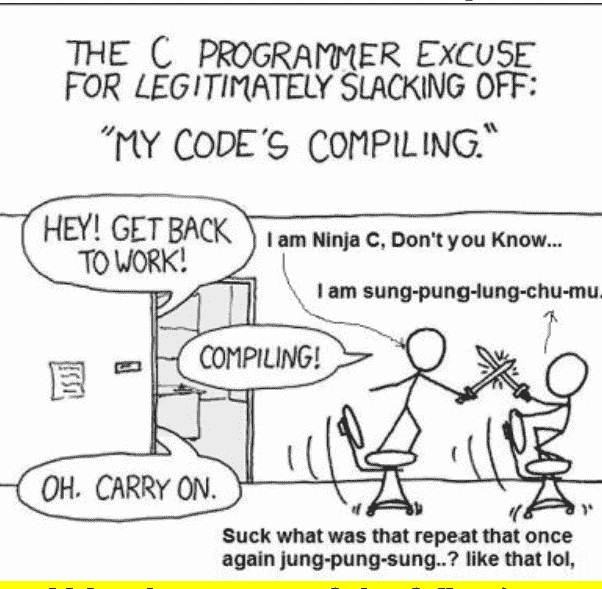 THE C PROGRAMMER EXCUSE
FOR LEGITIMATELY SLACKING OFF:
"MY CODE'S COMPILING."
HEY! GET BACK
TO WORK!
I am Ninja C, Don't you Know...
I am sung-pung-lung-chu-mu.
COMPILING!
OH. CARRY ON.
Suck what was that repeat that once
again jung-pung-sung..? like that lol,